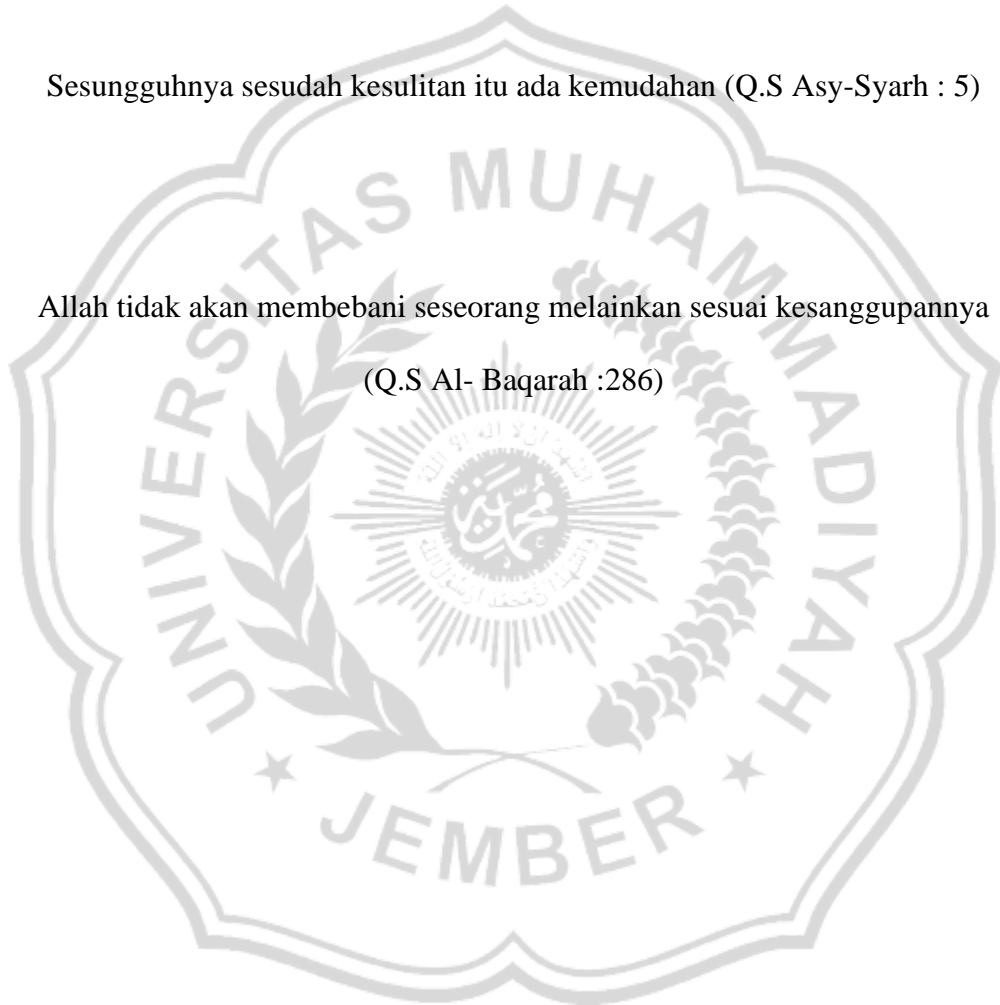 Sesungguhnya sesudah kesulitan itu ada kemudahan (Q.S Asy-Syarh : 5)
UNIVERSITAS MUHAMMADIYAH
Allah tidak akan membebani seseorang melainkan sesuai kesanggupannya
(Q.S Al- Baqarah :286)
JEMBER